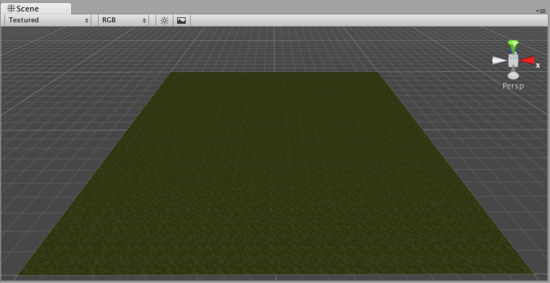 Scene
Textured
RGB
x
Persp